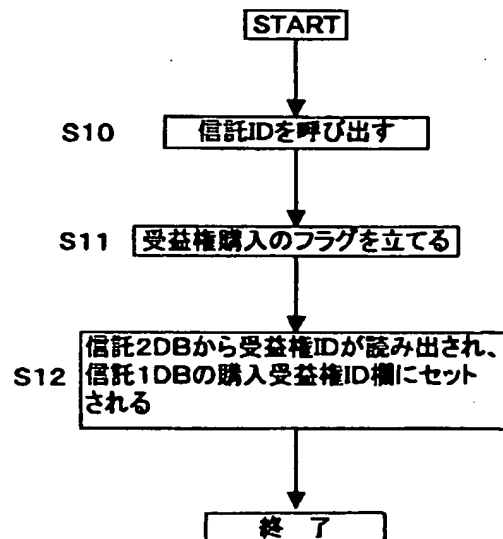 START
S10 信託IDを呼び出す
S11 受益権購入のフラグを立てる
信託2DBから受益権IDが読み出され、
S12 信託1DBの購入受益権ID欄にセット
される
終 了